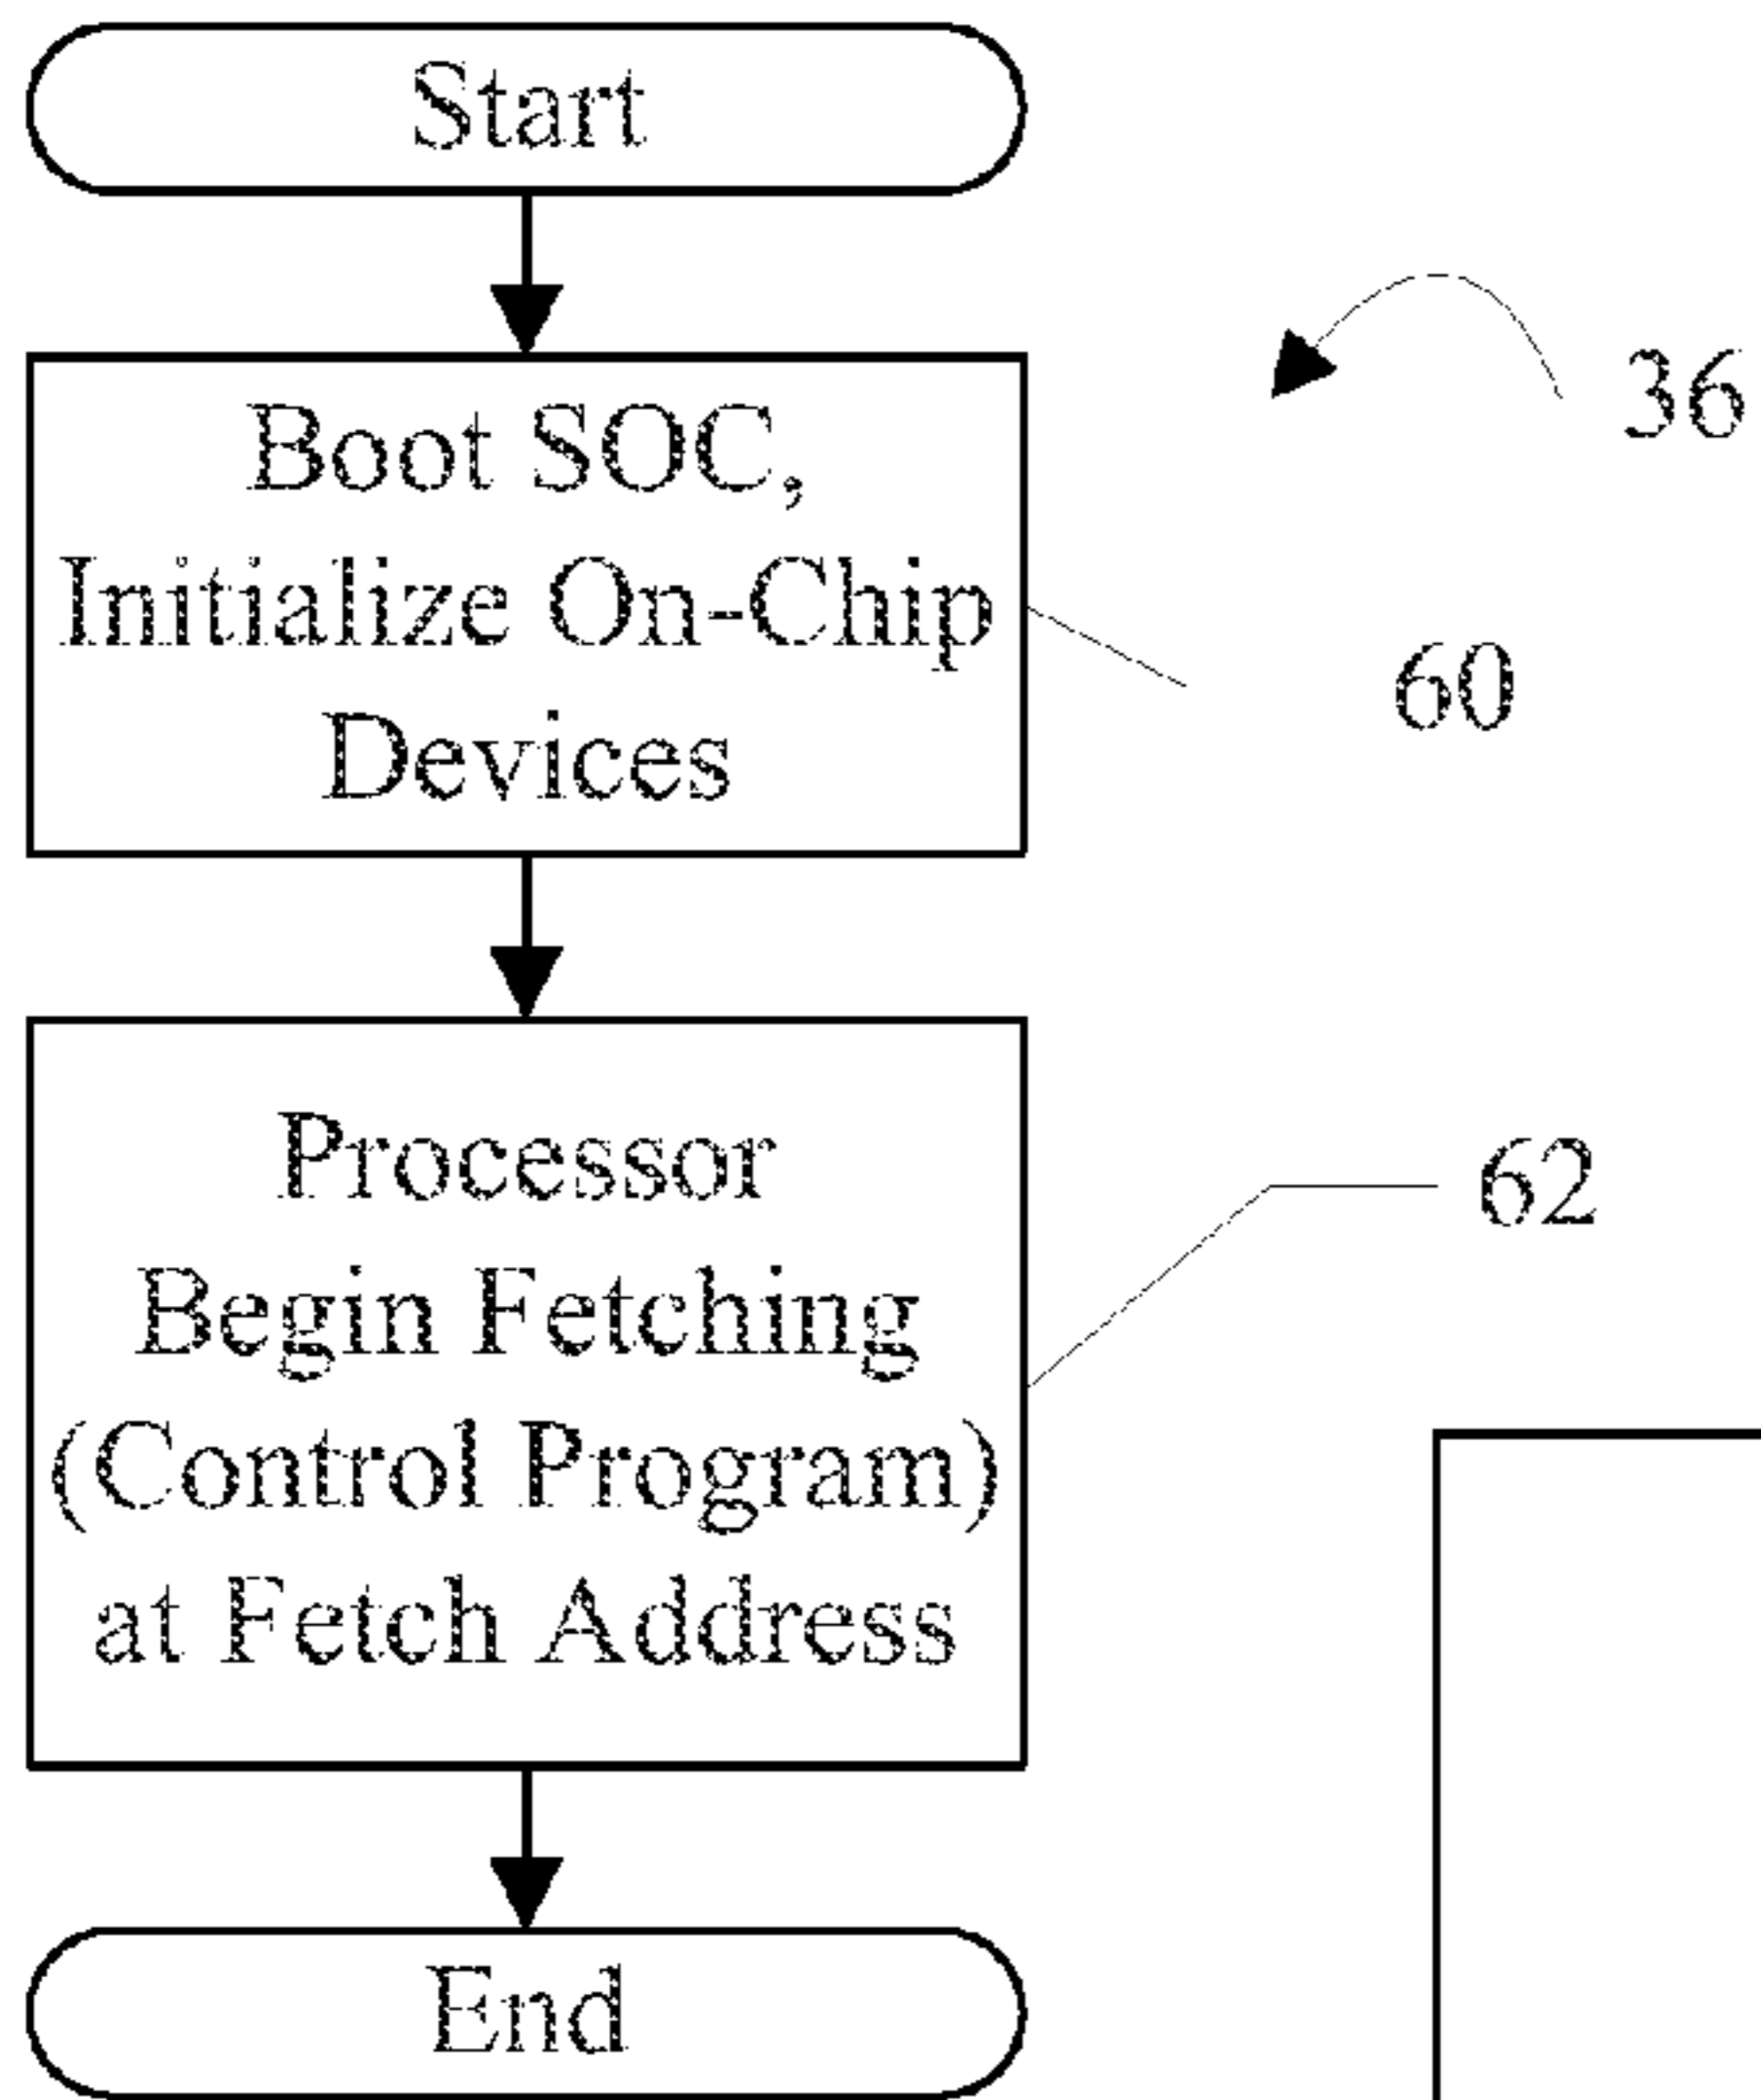 Start
36
Boot SOC,
Initialize On-Chip
Devices
60
Processor
Begin Fetching
(Control Program)
at Fetch Address
62
End